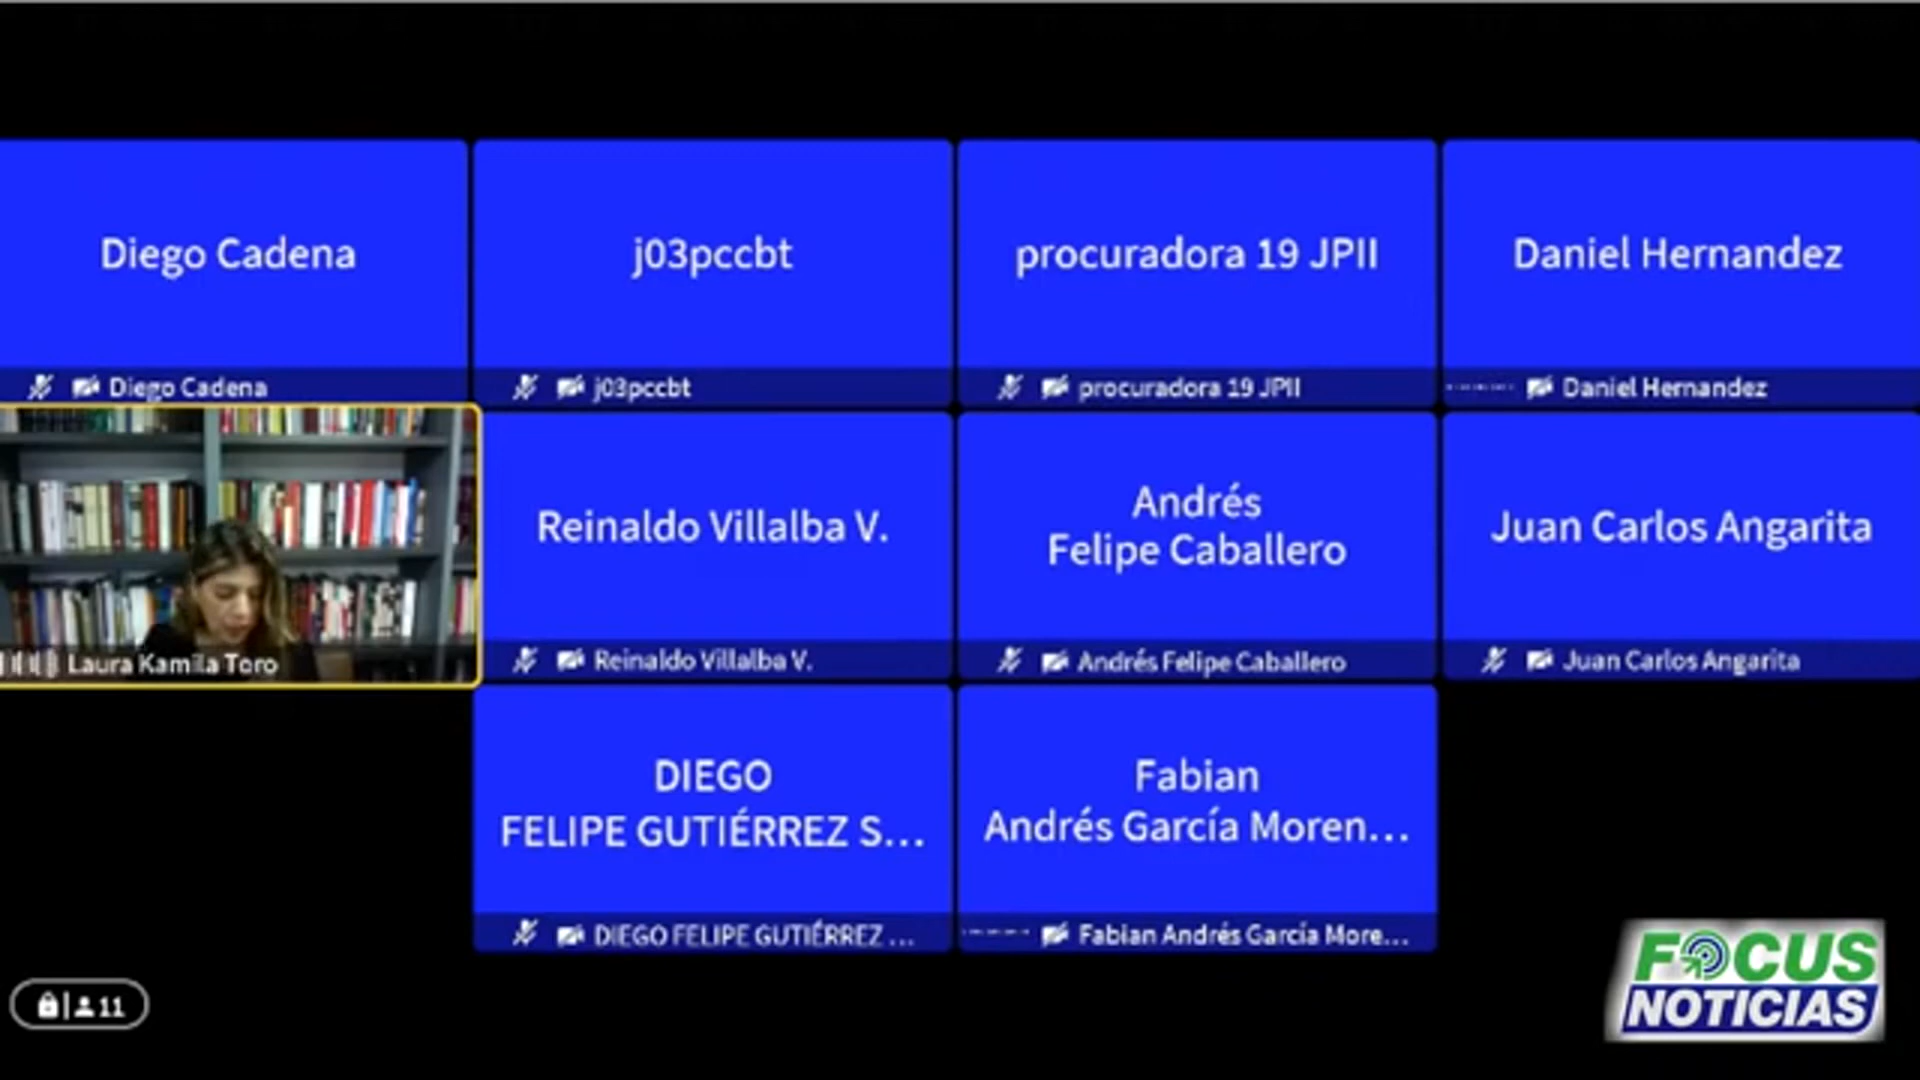 Diego Cadena
Diego Cadena
j03pccbt
j03pccbt
procuradora 19 JPII
procuradora 19 JPII
Daniel Hernandez
Daniel Hernandez
Laura Kamila Toro
Reinaldo Villalba V.
Reinaldo Villalba V.
Andrés
Felipe Caballero
Andrés Felipe Caballero
Juan Carlos Angarita
Juan Carlos Angarita
DIEGO
FELIPE GUTIÉRREZ S...
DIEGO FELIPE GUTIÉRREZ ...
Fabian
Andrés García Moren...
Fabian Andrés García More...
11
FOCUS
NOTICIAS